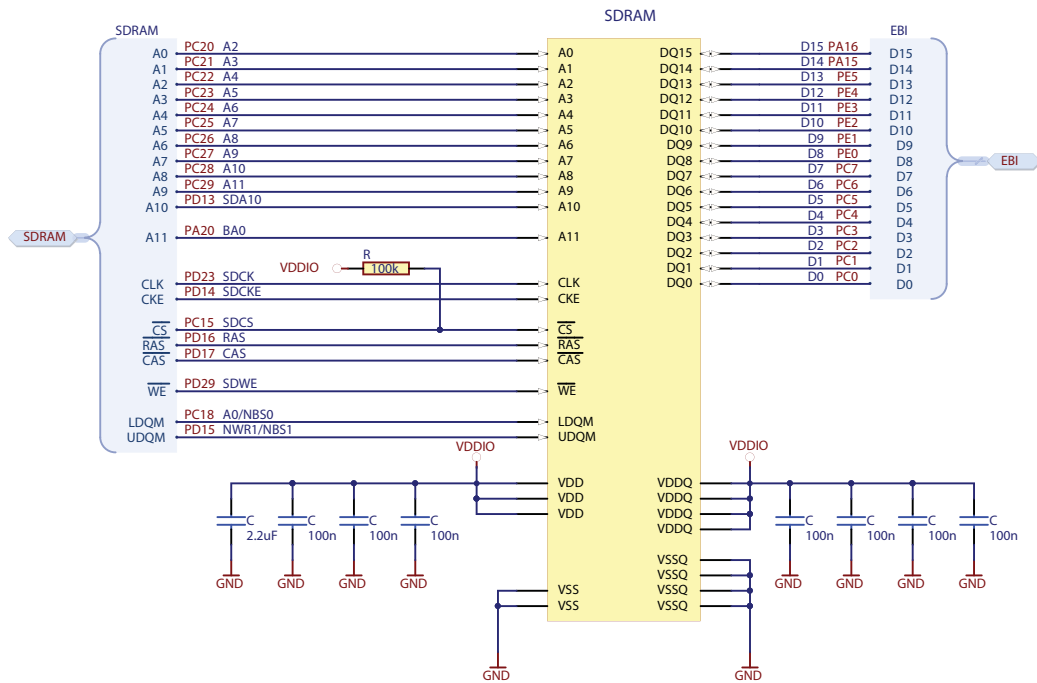 SDRAM
SDRAM EBI
A0 PC20 A2 A0 DQ15 D15 PA16 D15
A1 PC21 A3 A1 DQ14 D14 PA15 D14
A2 PC22 A4 A2 DQ13 D13 PE5 D13
A3 PC23 A5 A3 DQ12 D12 PE4 D12
A4 PC24 A6 A4 DQ11 D11 PE3 D11
A5 PC25 A7 A5 DQ10 D10 PE2 D10
A6 PC26 A8 A6 DQ9 D9 PE1 D9
A7 PC27 A9 A7 DQ8 D8 PE0 D8 EBI
A8 PC28 A10 A8 DQ7 D7 PC7 D7
A9 PC29 A11 A9 DQ6 D6 PC6 D6
A10 PD13 SDA10 A10 DQ5 D5 PC5 D5
DQ4 D4 PC4 D4
SDRAM A11 PA20 BA0 A11 DQ3 D3 PC3 D3
R DQ2 D2 PC2 D2
VDDIO 100k DQ1 D1 PC1 D1
CLK PD23 SDCK CLK DQ0 D0 PC0 D0
CKE PD14 SDCKE CKE
CS PC15 SDCS CS
RAS PD16 RAS RAS
CAS PD17 CAS CAS
WE PD29 SDWE WE
LDQM PC18 A0/NBS0 LDQM
UDQM PD15 NWR1/NBS1 UDQM
VDDIO VDDIO
VDD VDDQ
VDD VDDQ
VDD VDDQ
C C C C VDDQ C C C C
2.2uF 100n 100n 100n 100n 100n 100n 100n
VSSQ
GND GND GND GND VSSQ GND GND GND GND
VSS VSSQ
VSS VSSQ
GND GND